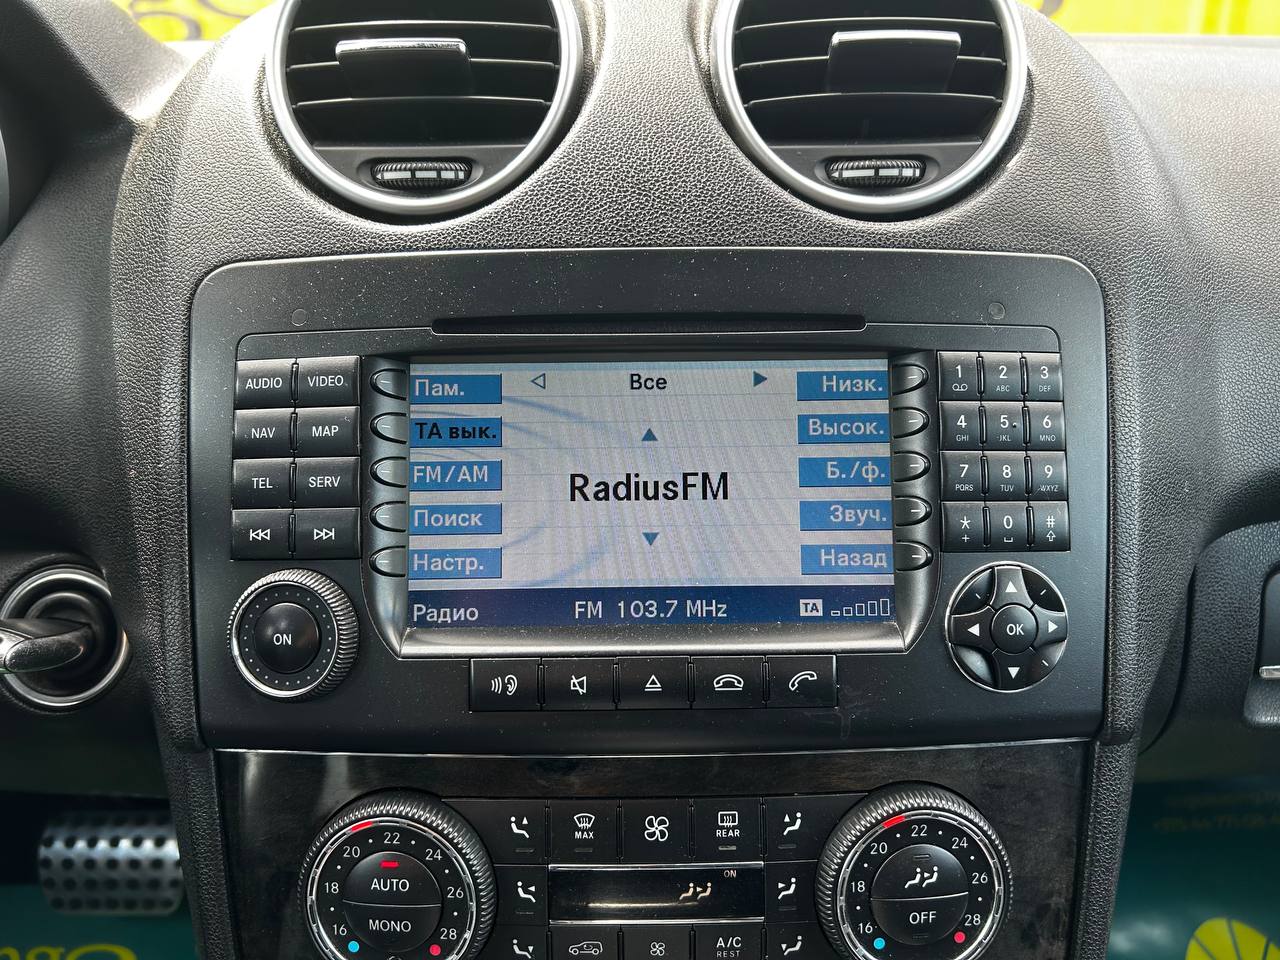 AUDIO VIDEO
NAV MAP
TEL SERV
ON
Пам.
ТА вык.
FM/AM
Поиск
Настр.
Все
RadiusFM
Низк.
Высок.
Б./ф.
Звуч.
Назад
Радио FM 103.7 MHz TA
1 2 ABC 3 DEF
4 GHI 5 JKL 6 MNO
7 PQRS 8 TUV 9 WXYZ
* 0 #
+
OK
MAX REAR
16 18 20 22 24 26 28
AUTO
MONO
ON
A/C
REST
16 18 20 22 24 26 28
OFF